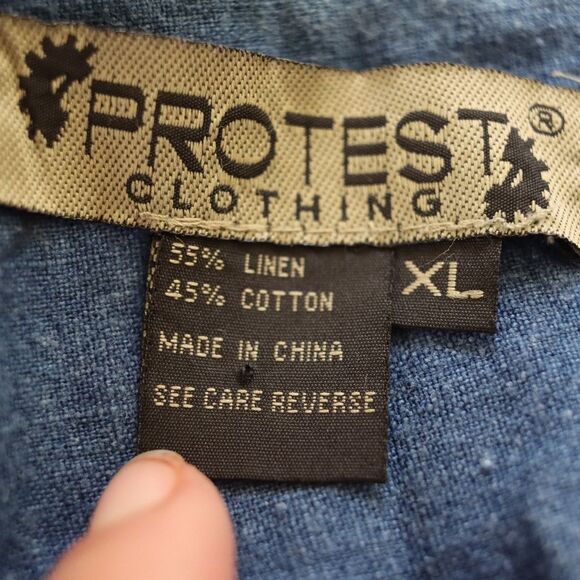 PROTEST®
CLOTHING
55% LINEN
45% COTTON
XL
MADE IN CHINA
SEE CARE REVERSE